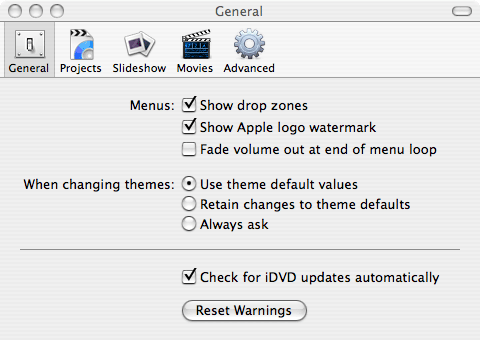 General
General Projects Slideshow Movies Advanced
Menus: Show drop zones
Show Apple logo watermark
Fade volume out at end of menu loop
When changing themes: Use theme default values
Retain changes to theme defaults
Always ask
Check for iDVD updates automatically
Reset Warnings